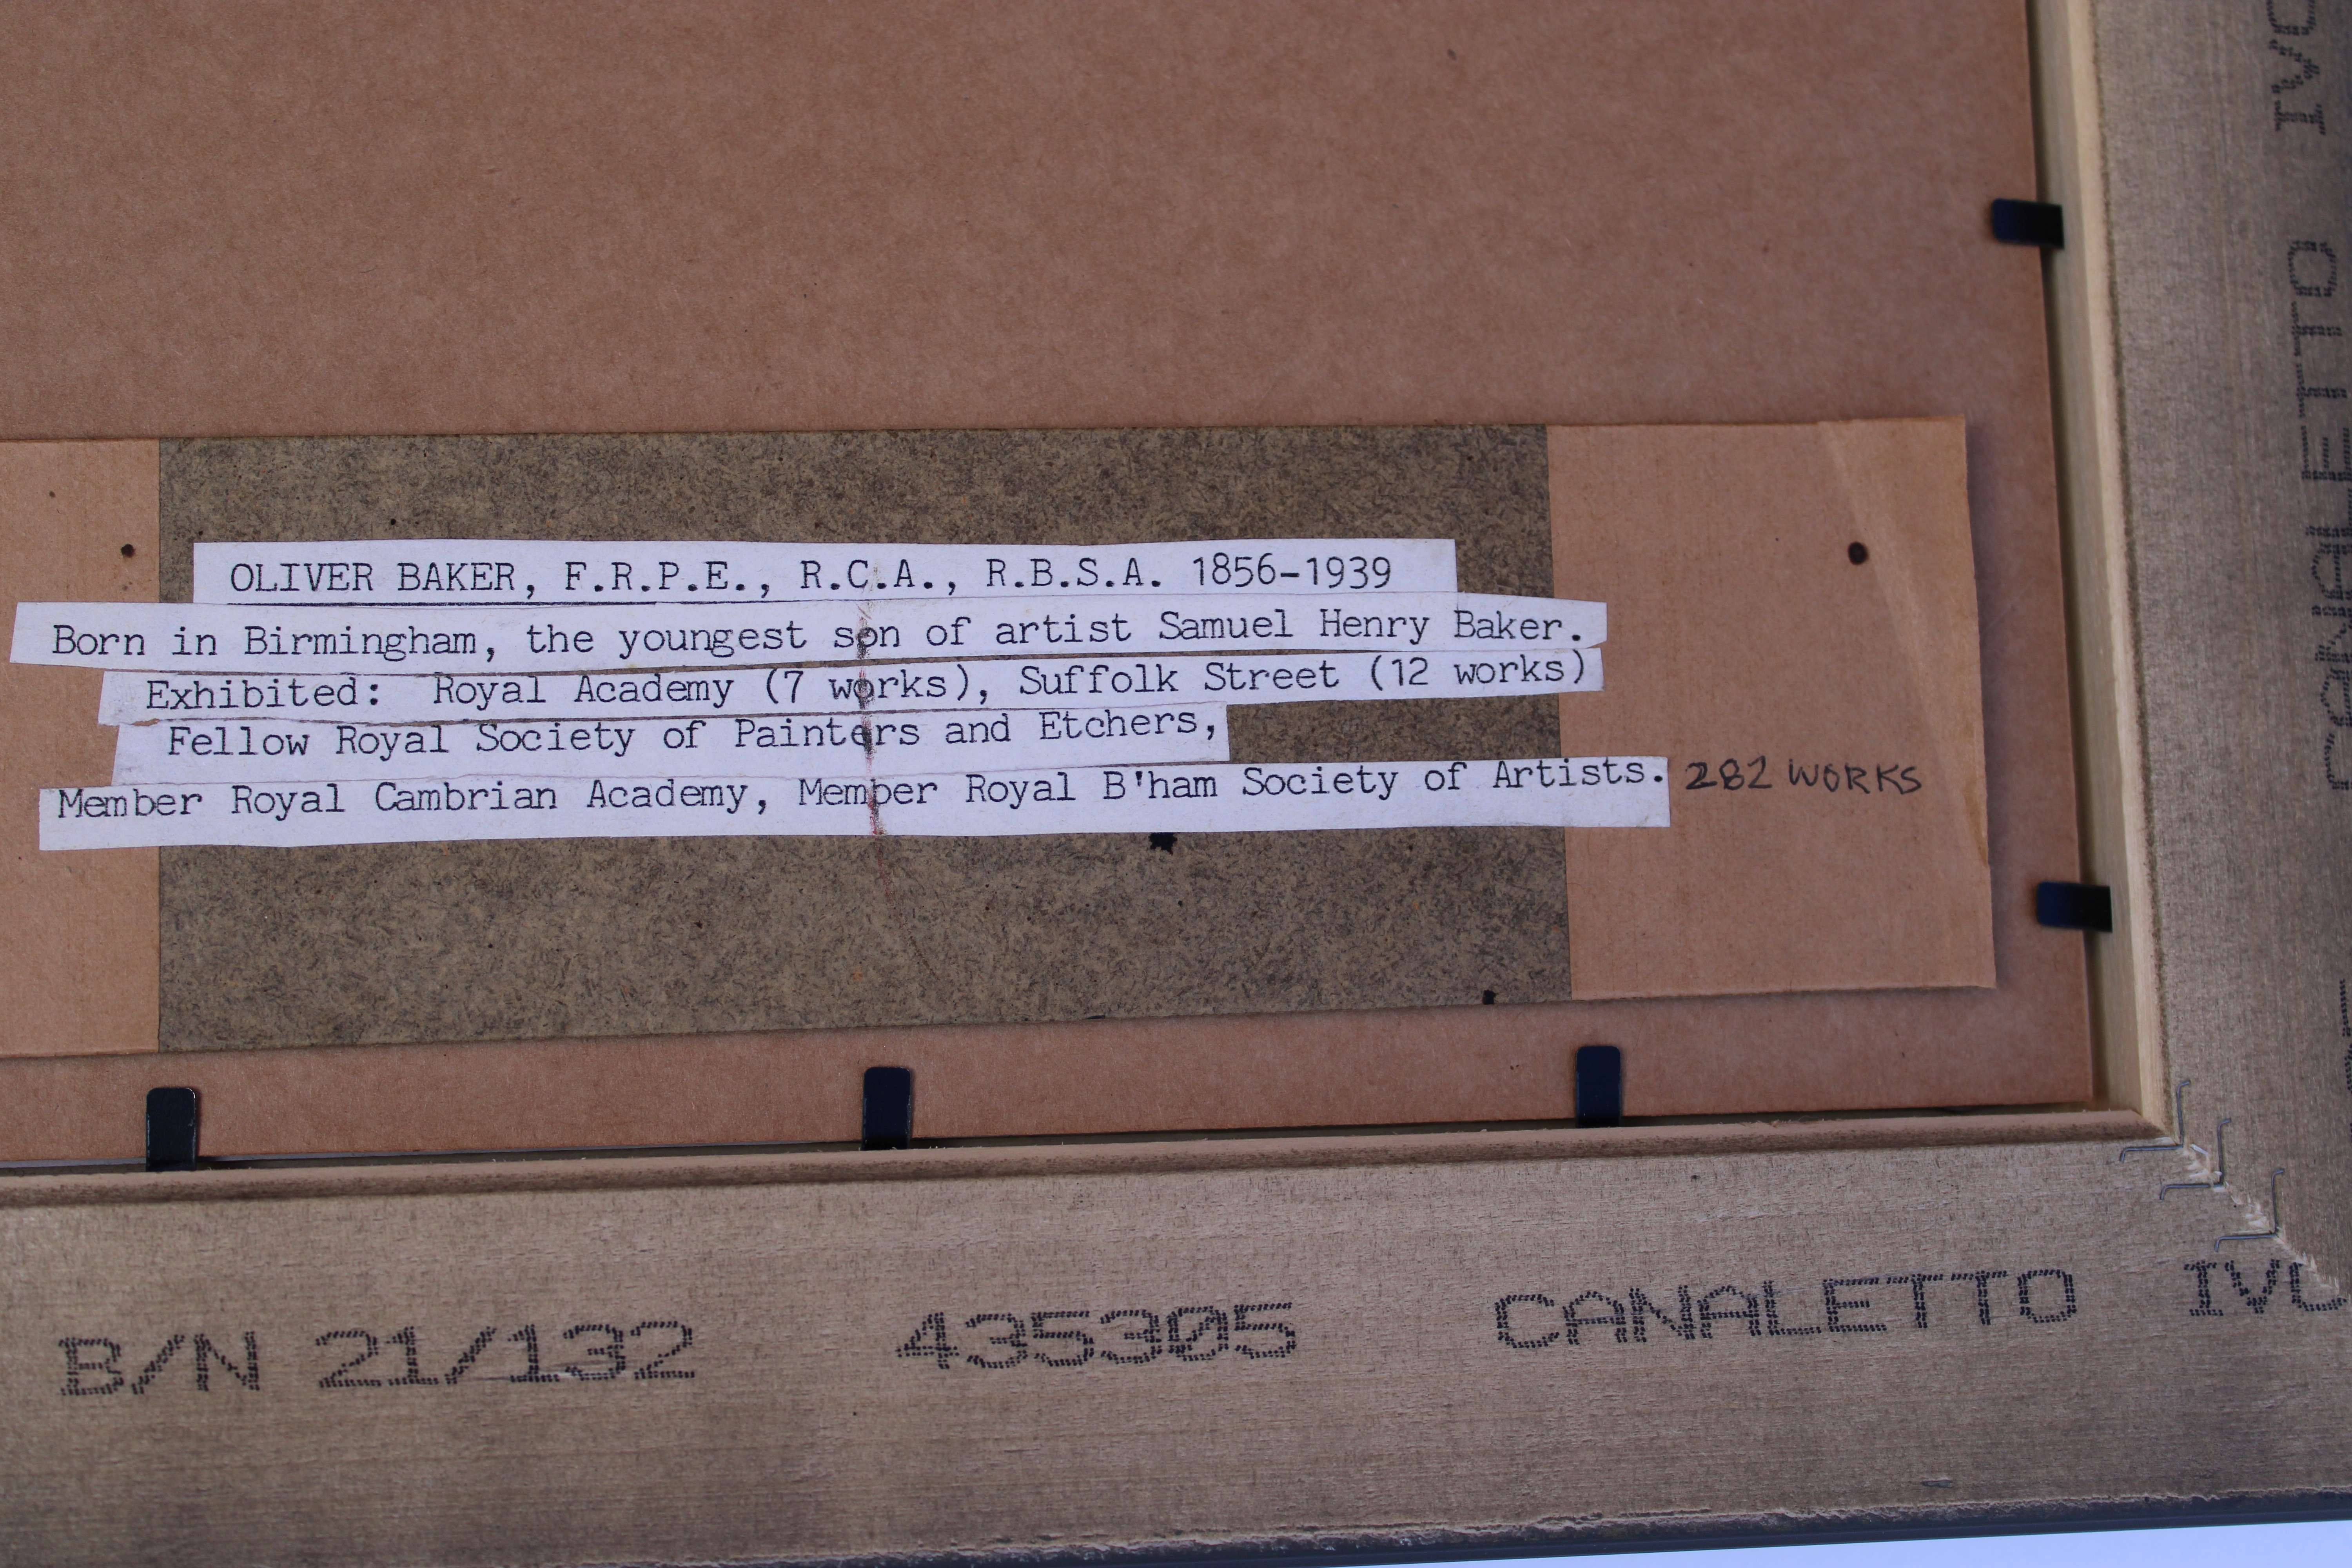 OLIVER BAKER, F.R.P.E., R.C.A., R.B.S.A. 1856-1939
Born in Birmingham, the youngest son of artist Samuel Henry Baker.
Exhibited: Royal Academy (7 works), Suffolk Street (12 works)
Fellow Royal Society of Painters and Etchers,
Member Royal Cambrian Academy, Member Royal B'ham Society of Artists. 282 WORKS
B/N 21/132 435305 CANALETTO
CANALETTO